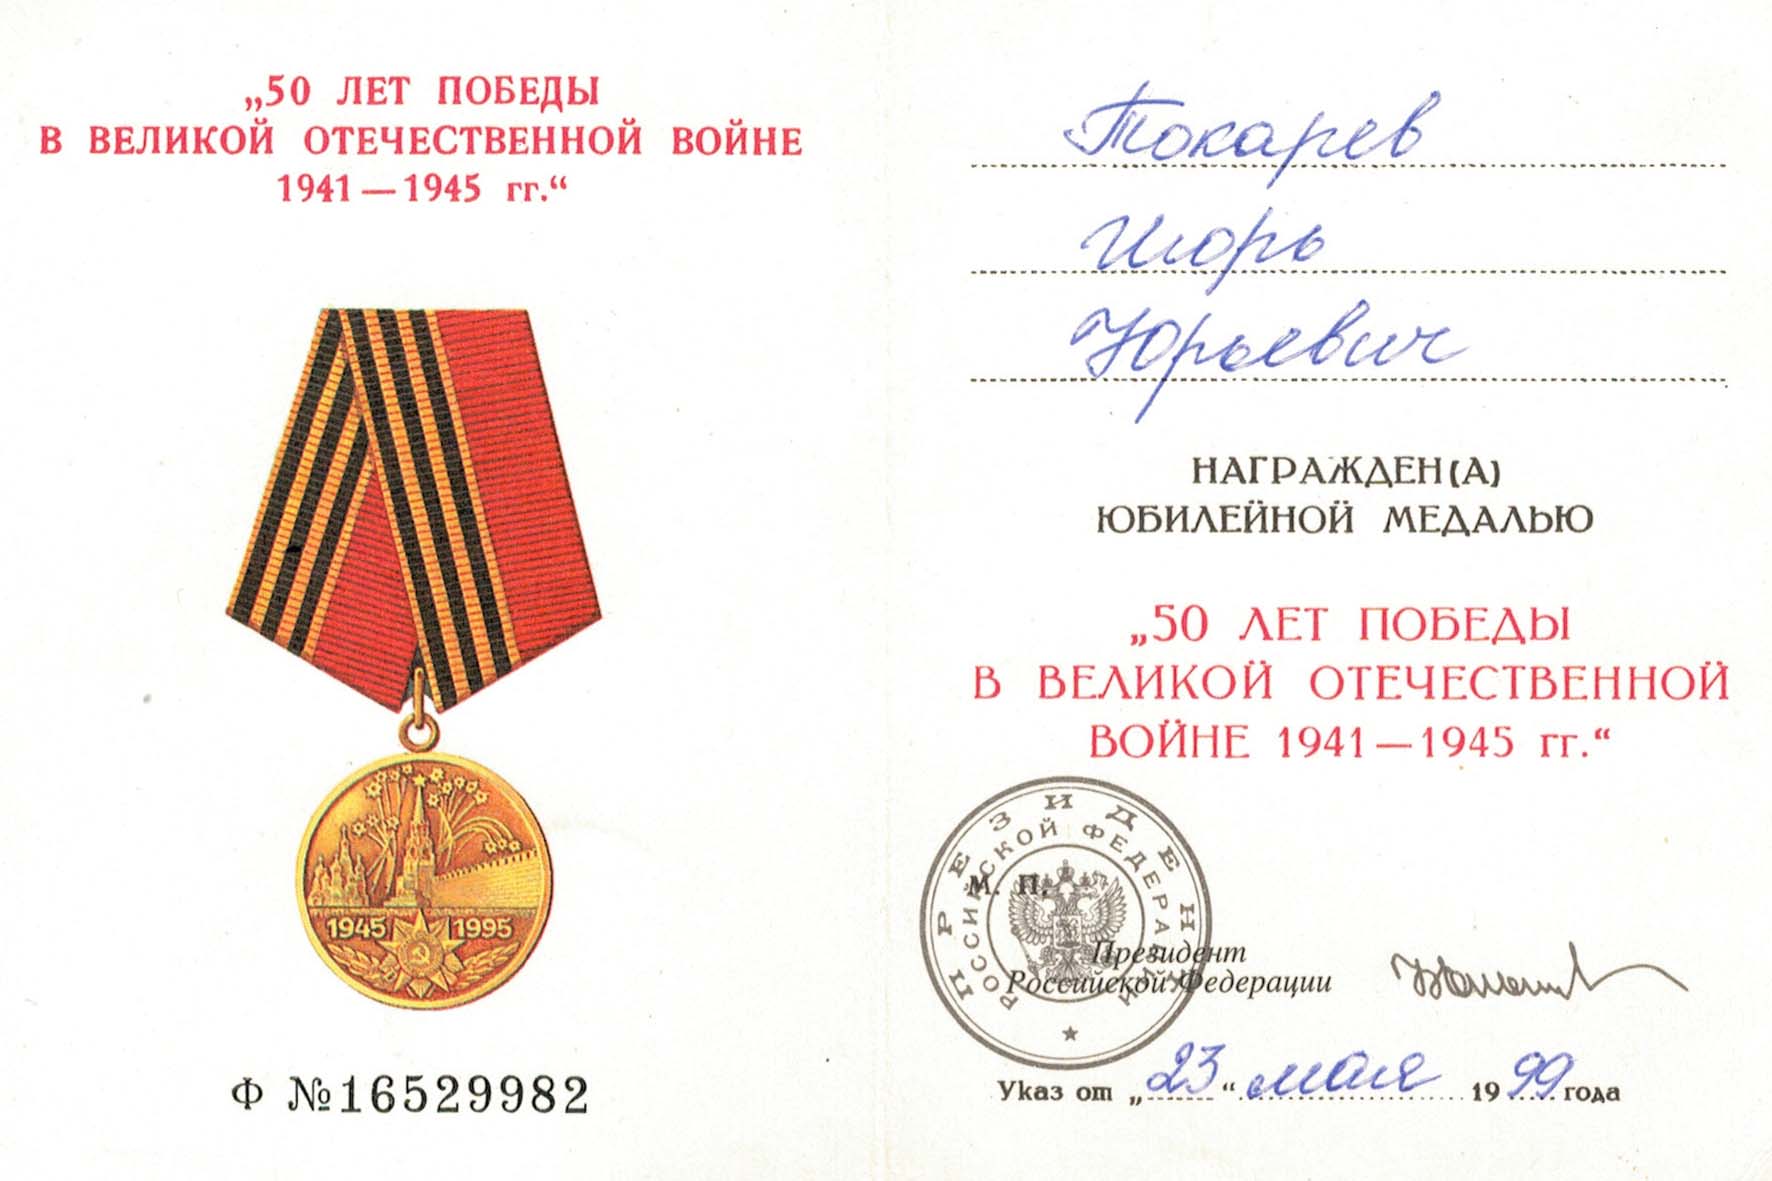 „50 ЛЕТ ПОБЕДЫ
В ВЕЛИКОЙ ОТЕЧЕСТВЕННОЙ ВОЙНЕ
1941 — 1945 гг.“
1945 1995
Ф №16529982
Токарев
Игорь
Юрьевич
НАГРАЖДЕН(А)
ЮБИЛЕЙНОЙ МЕДАЛЬЮ
„50 ЛЕТ ПОБЕДЫ
В ВЕЛИКОЙ ОТЕЧЕСТВЕННОЙ
ВОЙНЕ 1941 — 1945 гг.“
ПРЕЗИДЕНТ
РОССИЙСКОЙ ФЕДЕРАЦИИ
М. П.
Президент
Российской Федерации
Указ от „23“ мая 1999 года